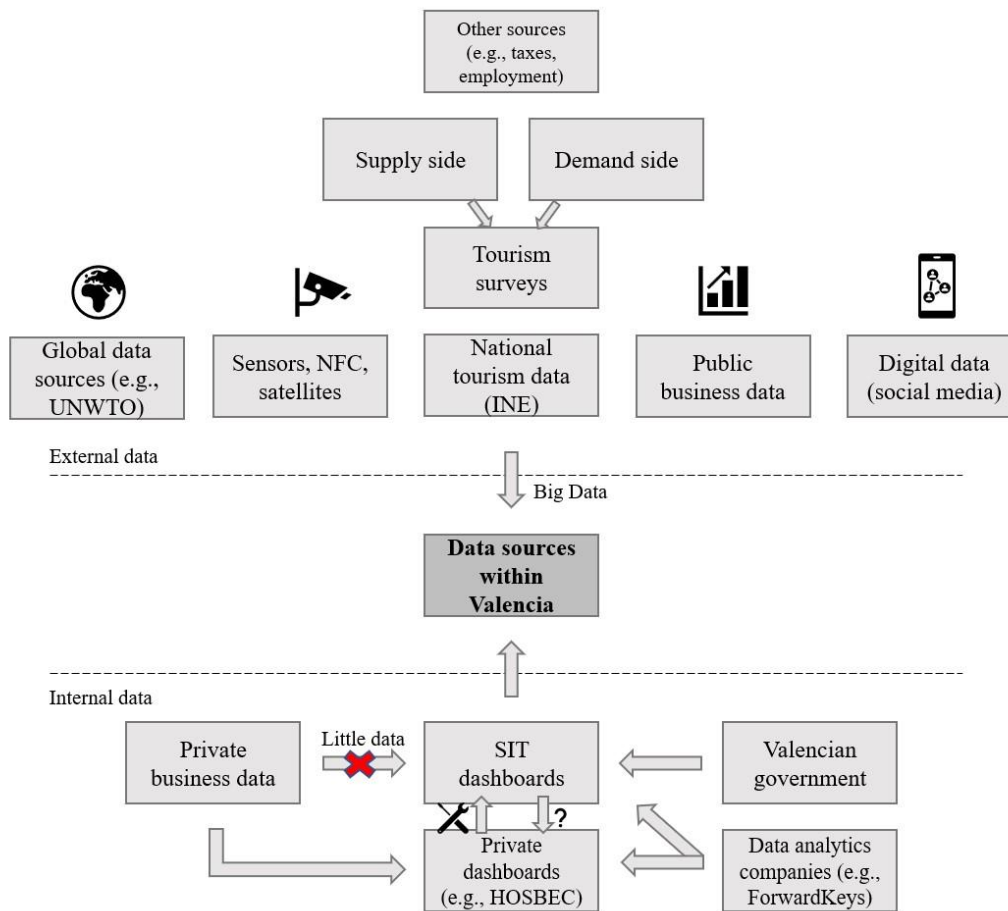 Other sources
(e.g., taxes,
employment)
Supply side
Demand side
Tourism
surveys
Global data
sources (e.g.,
UNWTO)
Sensors, NFC,
satellites
National
tourism data
(INE)
Public
business data
Digital data
(social media)
External data
Big Data
Data sources
within
Valencia
Internal data
Private
business data
Little data
SIT
dashboards
Valencian
government
?
Private
dashboards
(e.g., HOSBEC)
Data analytics
companies (e.g.,
ForwardKeys)